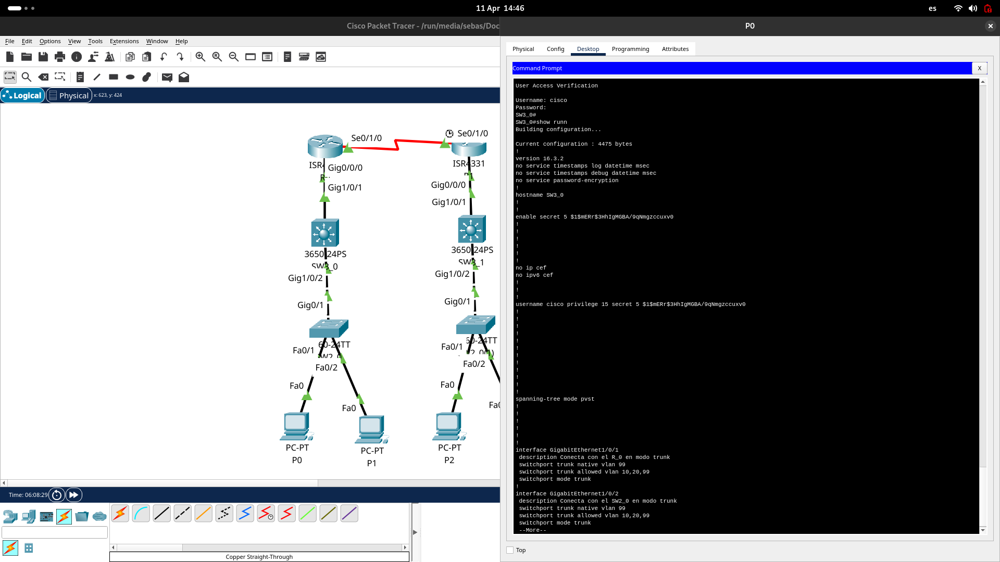 11 Apr 14:46
es
Cisco Packet Tracer - /run/media/sebas/Doc
P0
File Edit Options View Tools Extensions Window Help
Logical
Physical
x: 623, y: 424
Se0/1/0
Se0/1/0
Gig0/0/0
Gig1/0/1
ISR4331
Gig0/0/0
Gig1/0/1
3650-24PS
SW3_0
3650-24PS
SW3_1
Gig1/0/2
Gig1/0/2
Gig0/1
Gig0/1
60-24TT
Fa0/1
Fa0/1
60-24TT
Fa0/2
Fa0/2
Fa0
Fa0
Fa0
PC-PT
P0
PC-PT
P1
PC-PT
P2
Time: 06:08:29
Copper Straight-Through
Physical Config Desktop Programming Attributes
Command Prompt
X
User Access Verification
Username: cisco
Password:
SW3_0#
SW3_0#show runn
Building configuration...
Current configuration : 4475 bytes
!
version 16.3.2
no service timestamps log datetime msec
no service timestamps debug datetime msec
no service password-encryption
!
hostname SW3_0
!
!
enable secret 5 $1$mERr$3HhIgMGBA/9qNmgzccuxv0
!
!
!
!
!
!
no ip cef
no ipv6 cef
!
!
!
username cisco privilege 15 secret 5 $1$mERr$3HhIgMGBA/9qNmgzccuxv0
!
!
!
!
!
!
!
!
!
!
!
!
spanning-tree mode pvst
!
!
!
!
!
!
interface GigabitEthernet1/0/1
description Conecta con el R_0 en modo trunk
switchport trunk native vlan 99
switchport trunk allowed vlan 10,20,99
switchport mode trunk
!
interface GigabitEthernet1/0/2
description Conecta con el SW2_0 en modo trunk
switchport trunk native vlan 99
switchport trunk allowed vlan 10,20,99
switchport mode trunk
--More--
Top